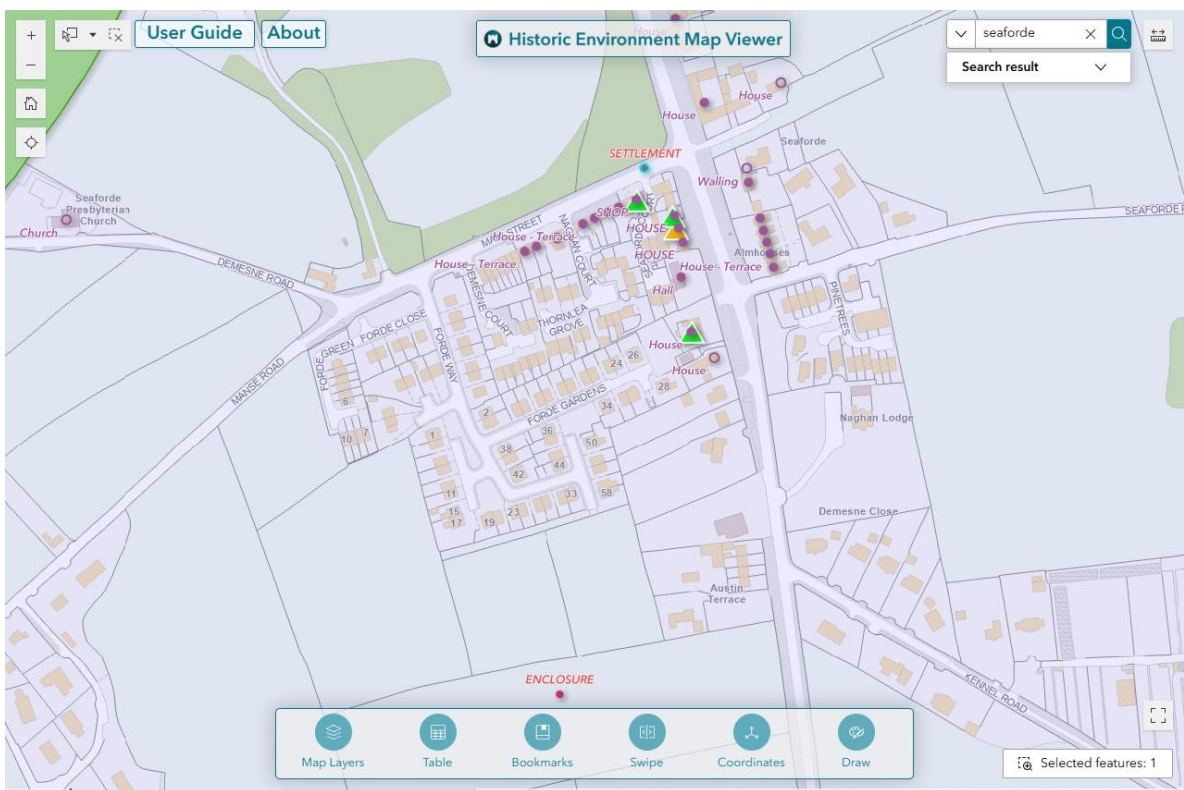 User Guide
About
Historic Environment Map Viewer
seaforde
Search result
House
House
House
SETTLEMENT
Seaforde
Walling
Seaforde
Presbyterian
Church
Church
SEAFORDE
SHOP
MAIN STREET
HOUSE
House - Terrace
NAGHAN COURT
HOUSE
Almhouses
House - Terrace
House - Terrace
DEMESNE ROAD
Hall
DEMESNE COURT
PINETREES
THORNLEA
GROVE
FORDE CLOSE
FORDE GREEN
FORDE WAY
House
House
24
26
28
MANSE ROAD
6
2
34
FORDE GARDENS
Naghan Lodge
10
7
1
36
38
50
42
44
11
58
33
15
17
19
23
Demesne Close
Austin
Terrace
ENCLOSURE
KENNEL ROAD
Map Layers
Table
Bookmarks
Swipe
Coordinates
Draw
Selected features: 1